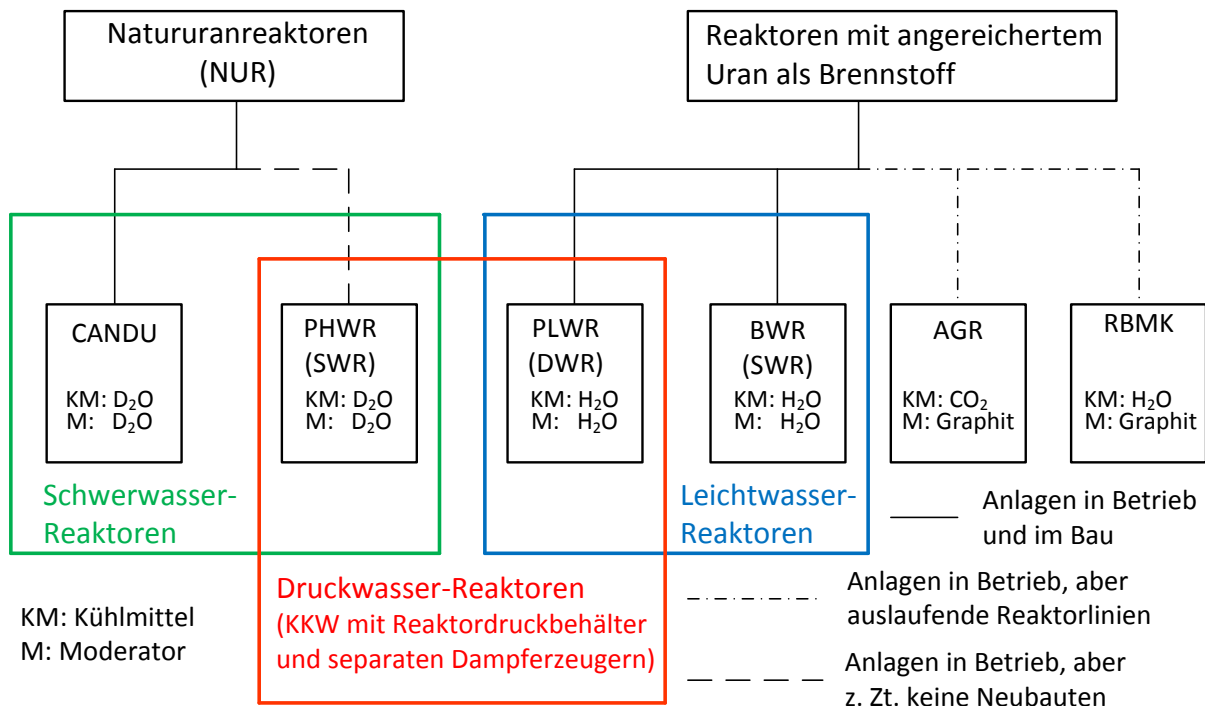 Natururanreaktoren
(NUR)
Reaktoren mit angereichertem
Uran als Brennstoff
CANDU
KM: D₂O
M: D₂O
PHWR
(SWR)
KM: D₂O
M: D₂O
PLWR
(DWR)
KM: H₂O
M: H₂O
BWR
(SWR)
KM: H₂O
M: H₂O
AGR
KM: CO₂
M: Graphit
RBMK
KM: H₂O
M: Graphit
Schwerwasser-
Reaktoren
Leichtwasser-
Reaktoren
Druckwasser-Reaktoren
(KKW mit Reaktordruckbehälter
und separaten Dampferzeugern)
KM: Kühlmittel
M: Moderator
Anlagen in Betrieb
und im Bau
Anlagen in Betrieb, aber
auslaufende Reaktorlinien
Anlagen in Betrieb, aber
z. Zt. keine Neubauten